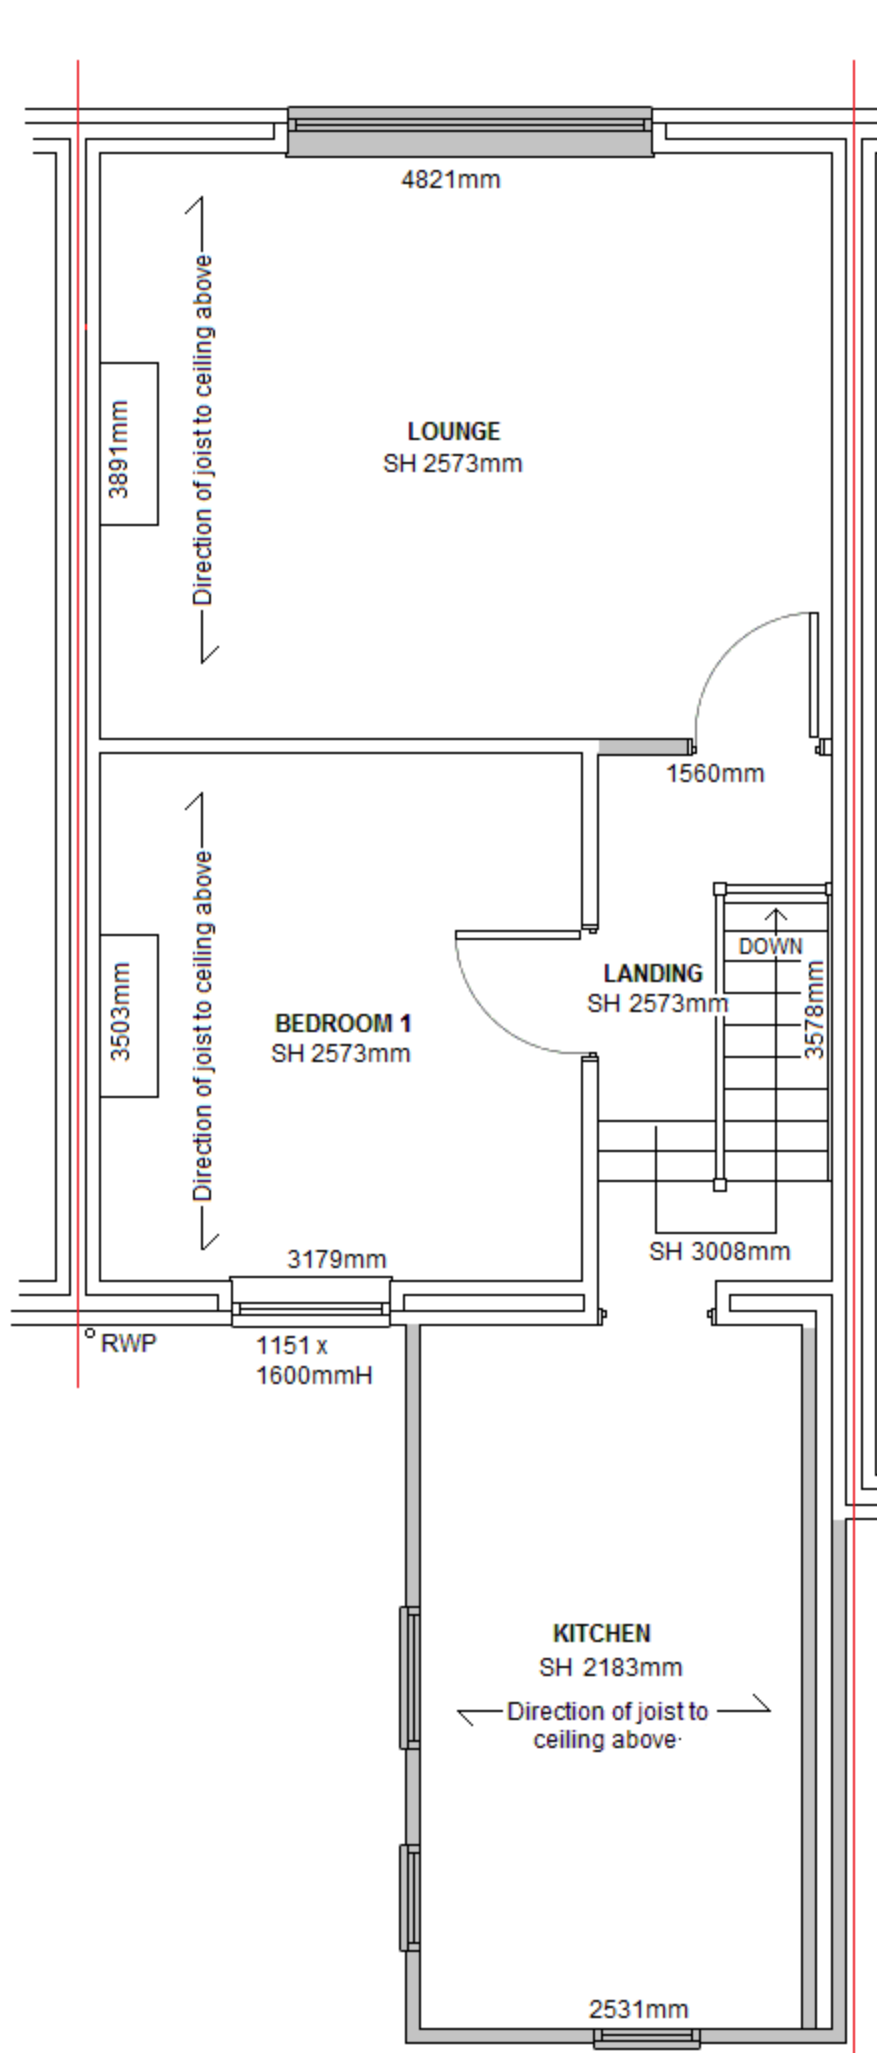 4821mm
Direction of joist to ceiling above
3891mm
LOUNGE
SH 2573mm
1560mm
Direction of joist to ceiling above
3503mm
BEDROOM 1
SH 2573mm
DOWN
LANDING
SH 2573mm
3578mm
3179mm
SH 3008mm
RWP
1151 x
1600mmH
KITCHEN
SH 2183mm
Direction of joist to
ceiling above
2531mm